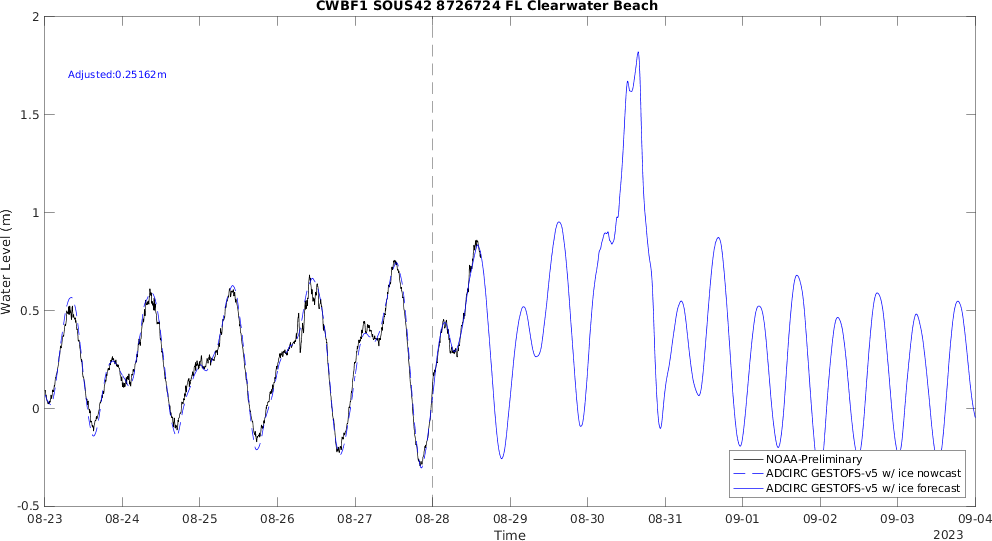 CWBF1 SOUS42 8726724 FL Clearwater Beach
Adjusted:0.25162m
Water Level (m)
2
1.5
1
0.5
0
-0.5
NOAA-Preliminary
ADCIRC GESTOFS-v5 w/ ice nowcast
ADCIRC GESTOFS-v5 w/ ice forecast
08-23 08-24 08-25 08-26 08-27 08-28 08-29 08-30 08-31 09-01 09-02 09-03 09-04
Time
2023